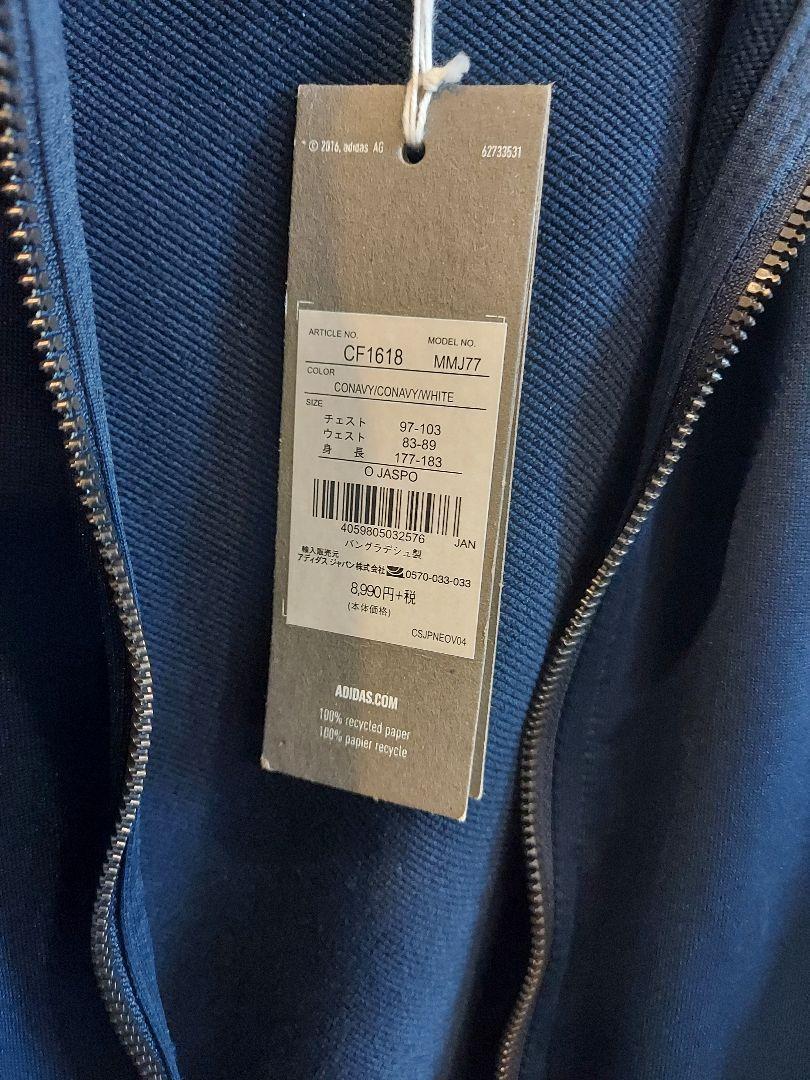 © 2016, adidas AG 62733531
ARTICLE NO. MODEL NO.
CF1618 MMJ77
COLOR
CONAVY/CONAVY/WHITE
SIZE
チェスト 97-103
ウェスト 83-89
身 長 177-183
O JASPO
4059805032576 JAN
バングラデシュ製
輸入販売元
アディダス ジャパン株式会社 0570-033-033
8,990円+税
(本体価格)
CSJPNEOV04
ADIDAS.COM
100% recycled paper
100% papier recycle